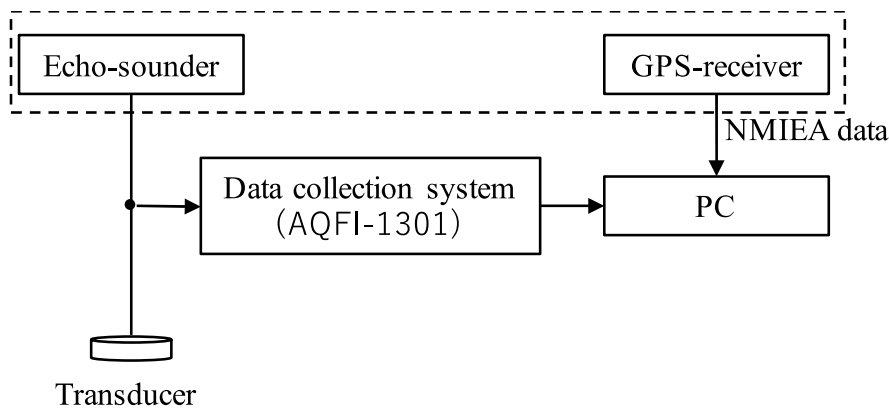 Echo-sounder
GPS-receiver
NMIEA data
Data collection system
(AQFI-1301)
PC
Transducer